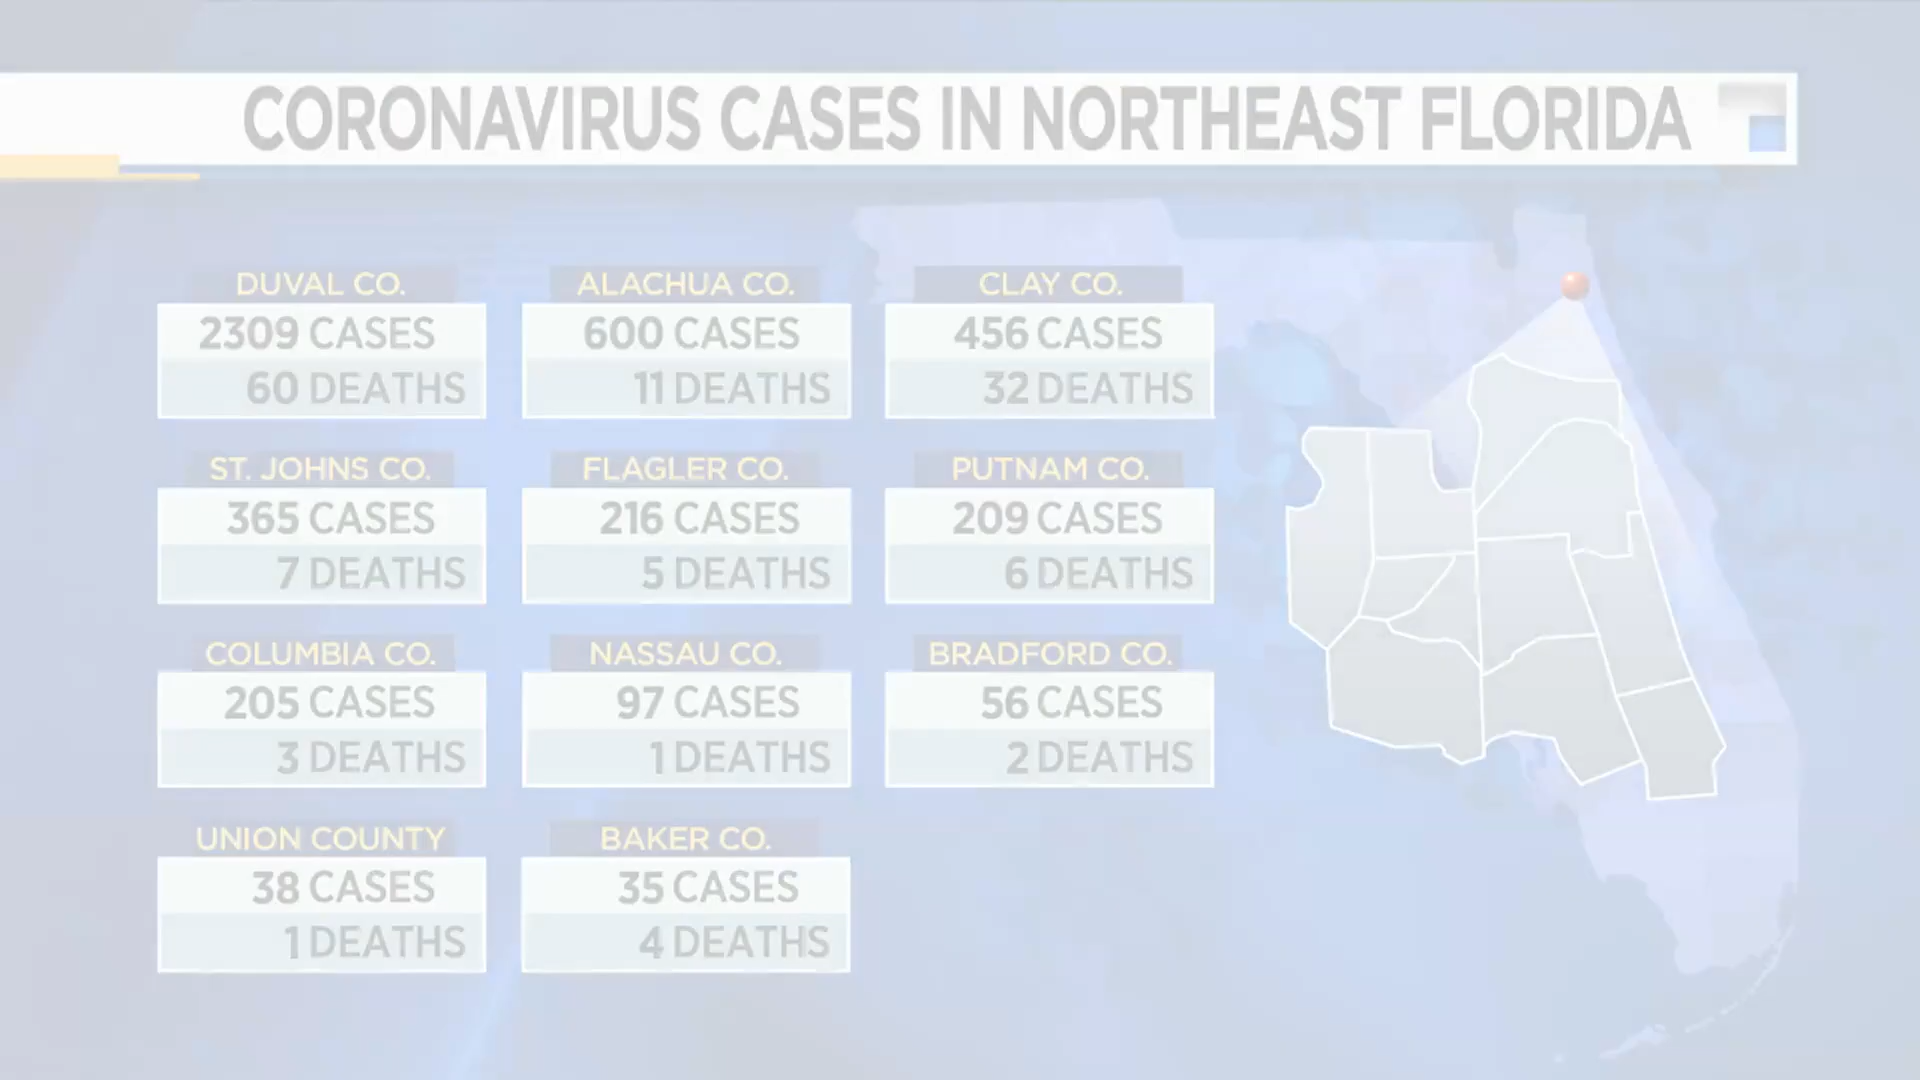 CORONAVIRUS CASES IN NORTHEAST FLORIDA
DUVAL CO.
2309 CASES
60 DEATHS
ALACHUA CO.
600 CASES
11 DEATHS
CLAY CO.
456 CASES
32 DEATHS
ST. JOHNS CO.
365 CASES
7 DEATHS
FLAGLER CO.
216 CASES
5 DEATHS
PUTNAM CO.
209 CASES
6 DEATHS
COLUMBIA CO.
205 CASES
3 DEATHS
NASSAU CO.
97 CASES
1 DEATHS
BRADFORD CO.
56 CASES
2 DEATHS
UNION COUNTY
38 CASES
1 DEATHS
BAKER CO.
35 CASES
4 DEATHS